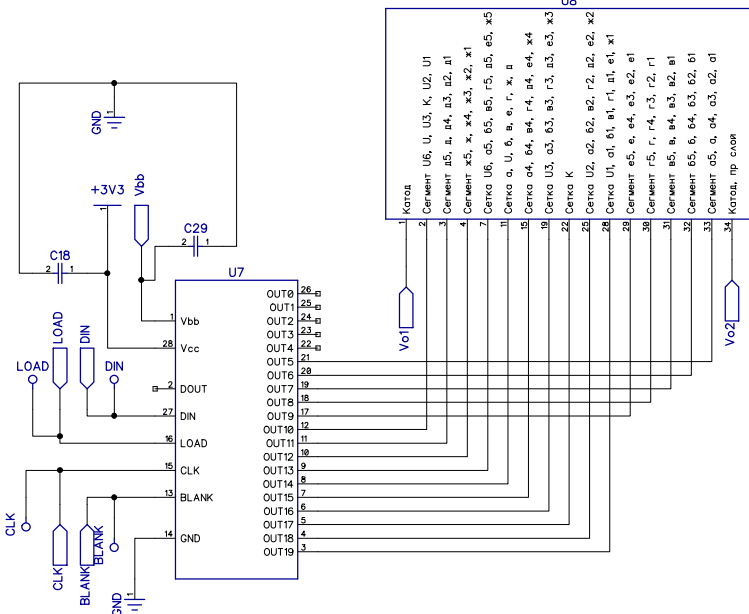 U8
Катод
Сегмент U6, U, U3, К, U2, U1
Сегмент д5, д, д4, д3, д2, д1
Сегмент ж5, ж, ж4, ж3, ж2, ж1
Сетка U6, а5, б5, в5, г5, д5, е5, ж5
Сетка а, U, б, в, е, г, ж, д
Сетка а4, б4, в4, г4, д4, е4, ж4
Сетка U3, а3, б3, в3, г3, д3, е3, ж3
Сетка К
Сетка U2, а2, б2, в2, г2, д2, е2, ж2
Сетка U1, а1, б1, в1, г1, д1, е1, ж1
Сегмент е5, е, е4, е3, е2, е1
Сегмент г5, г, г4, г3, г2, г1
Сегмент в5, в, в4, в3, в2, в1
Сегмент б5, б, б4, б3, б2, б1
Сегмент а5, а, а4, а3, а2, а1
Катод, пр слой
1 2 3 4 7 11 15 19 22 25 28 29 30 31 32 33 34
Vo1
Vo2
GND
1
+3V3
1
Vbb
C29
2 1
C18
2 1
U7
1 Vbb
28 Vcc
2 DOUT
27 DIN
16 LOAD
15 CLK
13 BLANK
14 GND
OUT0 26
OUT1 25
OUT2 24
OUT3 23
OUT4 22
OUT5 21
OUT6 20
OUT7 19
OUT8 18
OUT9 17
OUT10 12
OUT11 11
OUT12 10
OUT13 9
OUT14 8
OUT15 7
OUT16 6
OUT17 5
OUT18 4
OUT19 3
LOAD
LOAD
DIN
DIN
CLK
CLK
BLANK
BLANK
GND
1